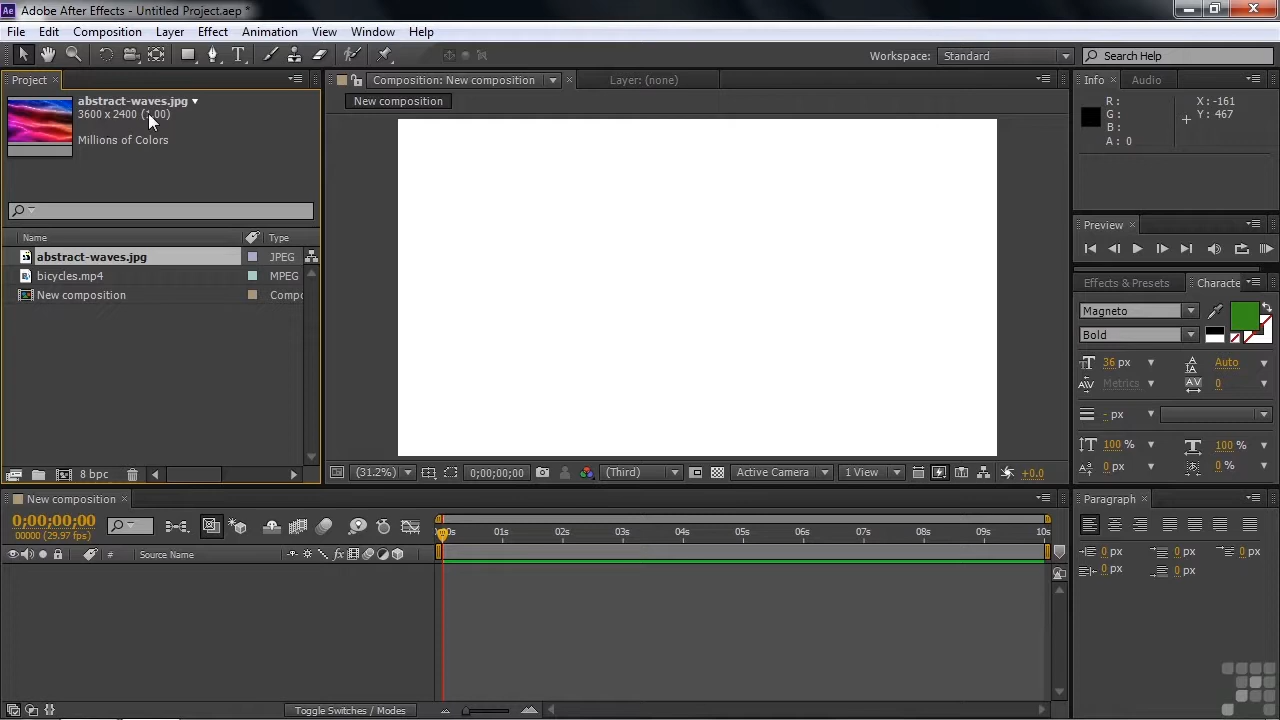 Ae Adobe After Effects - Untitled Project.aep *
File Edit Composition Layer Effect Animation View Window Help
Workspace: Standard Search Help
Project
Composition: New composition
Layer: (none)
Info
Audio
abstract-waves.jpg
3600 x 2400 (1.00)
Millions of Colors
New composition
R:
G:
B:
A: 0
X: -161
Y: 467
Preview
Name Type
abstract-waves.jpg JPEG
bicycles.mp4 MPEG
New composition Compo
Effects & Presets
Characte
Magneto
Bold
36 px
Auto
Metrics
0
- px
100 %
100 %
0 px
0 %
8 bpc
(31.2%)
0;00;00;00
(Third)
Active Camera
1 View
+0.0
New composition
Paragraph
0;00;00;00
00000 (29.97 fps)
00s 01s 02s 03s 04s 05s 06s 07s 08s 09s 10s
# Source Name
fx
0 px
0 px
0 px
0 px
0 px
Toggle Switches / Modes